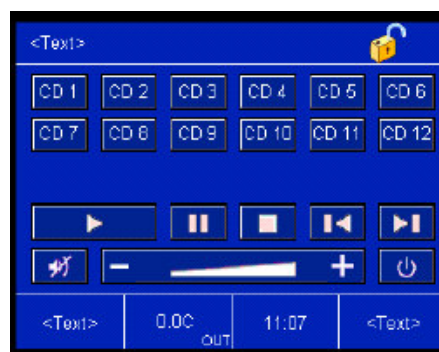 <Text>
CD 1 CD 2 CD 3 CD 4 CD 5 CD 6
CD 7 CD 8 CD 9 CD 10 CD 11 CD 12
<Text> 0.0C OUT 11:07 <Text>